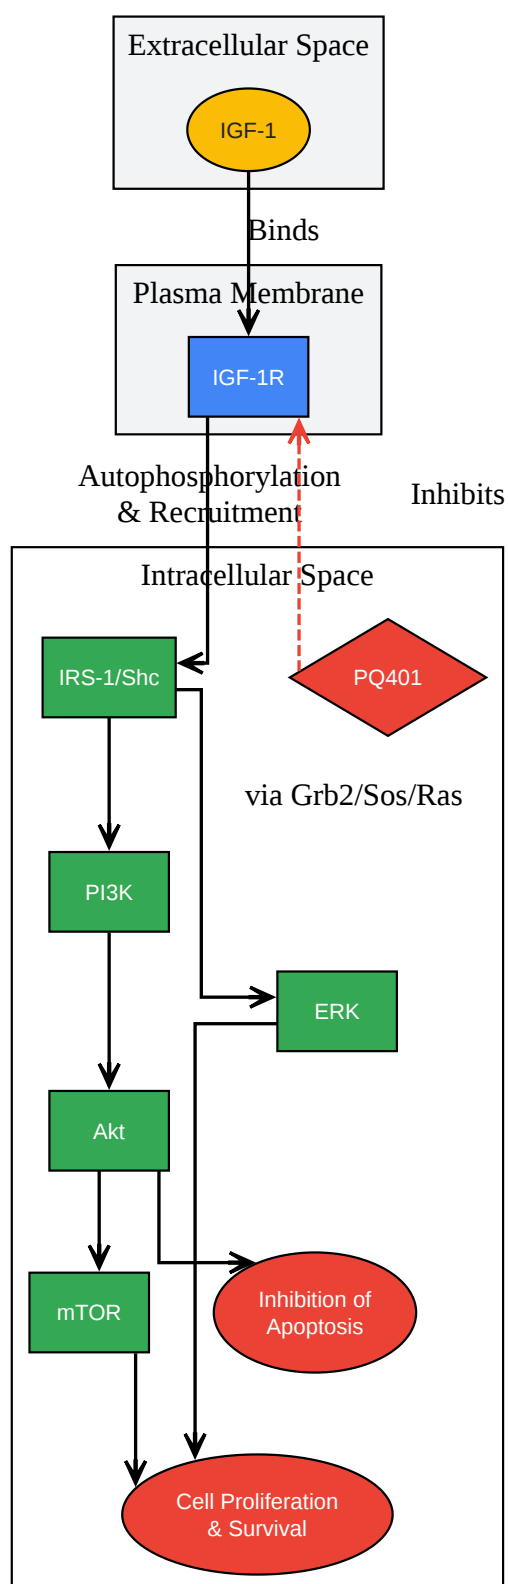 Extracellular Space
IGF-1
Binds
Plasma Membrane
IGF-1R
Autophosphorylation
& Recruitment
Inhibits
Intracellular Space
IRS-1/Shc
PQ401
via Grb2/Sos/Ras
PI3K
ERK
Akt
mTOR
Inhibition of
Apoptosis
Cell Proliferation
& Survival